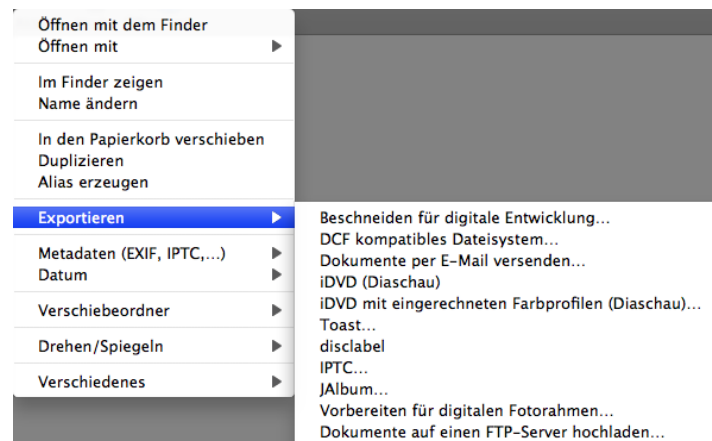 Öffnen mit dem Finder
Öffnen mit
Im Finder zeigen
Name ändern
In den Papierkorb verschieben
Duplizieren
Alias erzeugen
Exportieren
Metadaten (EXIF, IPTC,...)
Datum
Verschiebeordner
Drehen/Spiegeln
Verschiedenes
Beschneiden für digitale Entwicklung...
DCF kompatibles Dateisystem...
Dokumente per E-Mail versenden...
iDVD (Diaschau)
iDVD mit eingerechneten Farbprofilen (Diaschau)...
Toast...
disclabel
IPTC...
JAlbum...
Vorbereiten für digitalen Fotorahmen...
Dokumente auf einen FTP-Server hochladen...